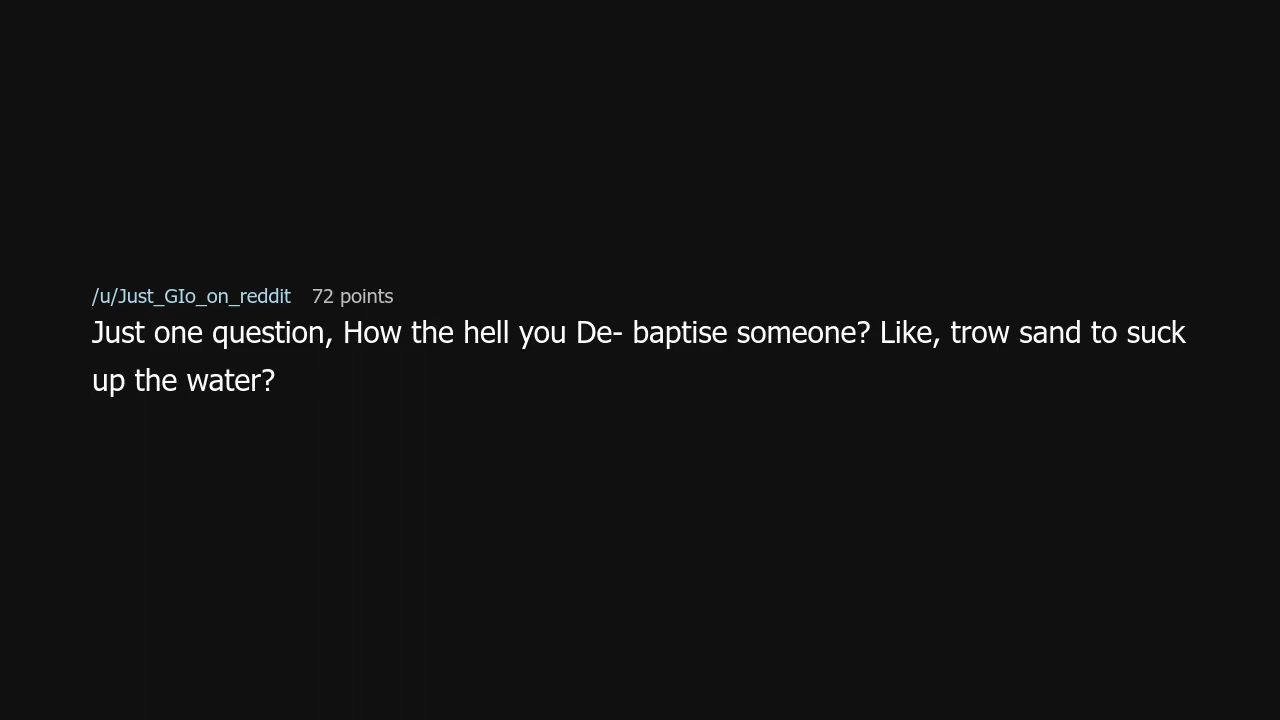 /u/Just_GIo_on_reddit 72 points
Just one question, How the hell you De- baptise someone? Like, trow sand to suck
up the water?